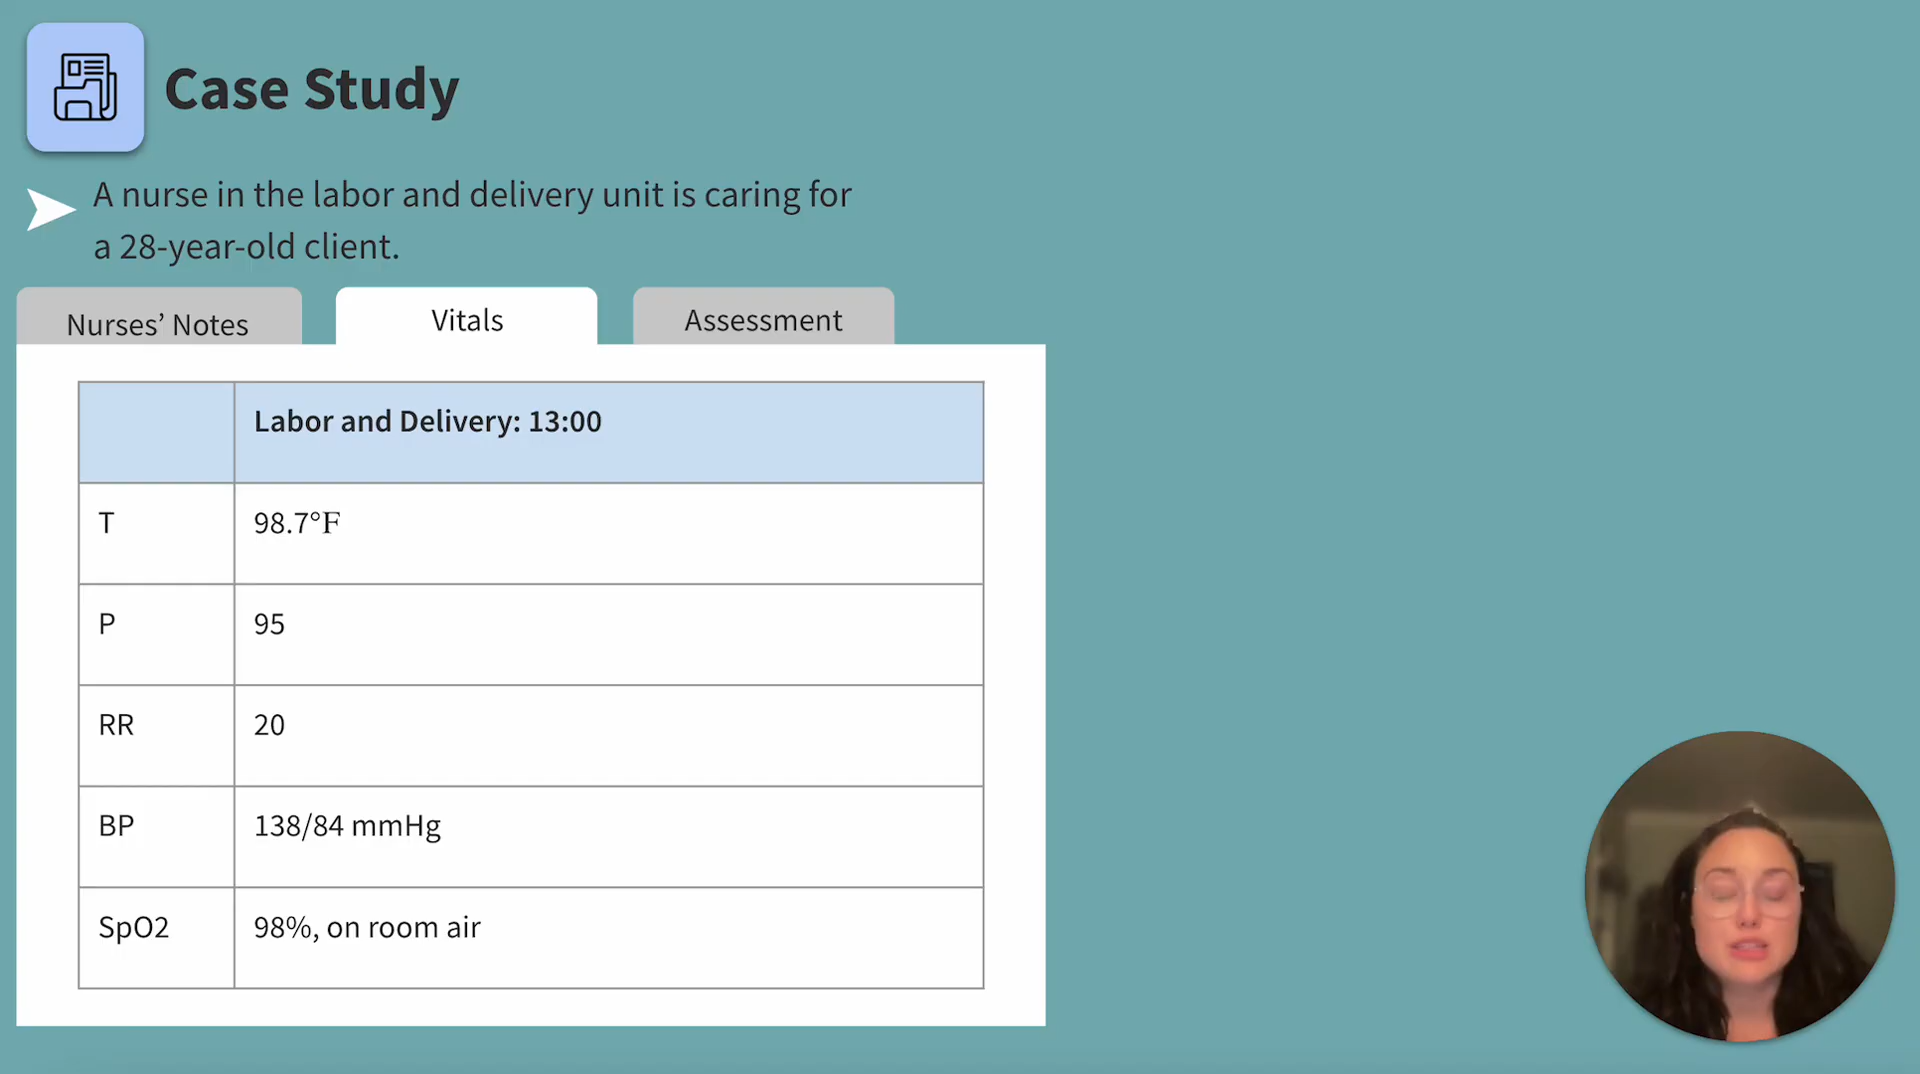 Case Study
A nurse in the labor and delivery unit is caring for
a 28-year-old client.
Nurses’ Notes
Vitals
Assessment
Labor and Delivery: 13:00
T 98.7°F
P 95
RR 20
BP 138/84 mmHg
SpO2 98%, on room air